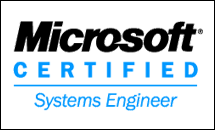 Microsoft®
CERTIFIED
Systems Engineer